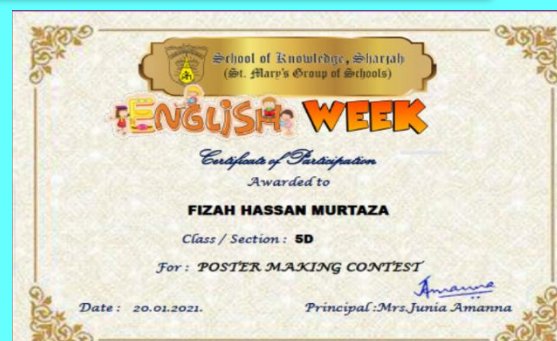 School of Knowledge, Sharjah
(St. Mary's Group of Schools)
ENGLISH WEEK
Certificate of Participation
Awarded to
FIZAH HASSAN MURTAZA
Class / Section : 5D
For : POSTER MAKING CONTEST
Amanna
Date : 20.01.2021. Principal :Mrs.Junia Amanna